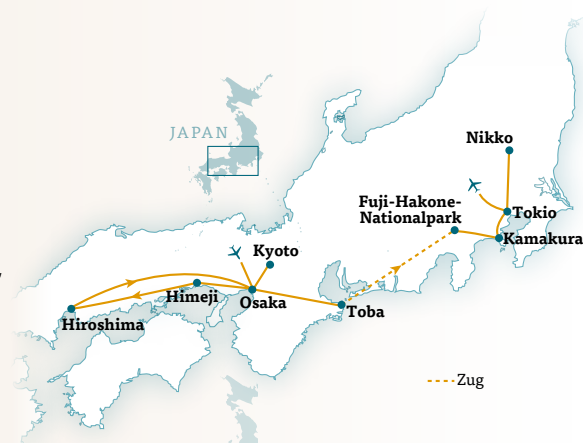 JAPAN
Nikko
Fuji-Hakone-
Nationalpark
Tokio
Kamakura
Kyoto
Himeji
Osaka
Hiroshima
Toba
Zug